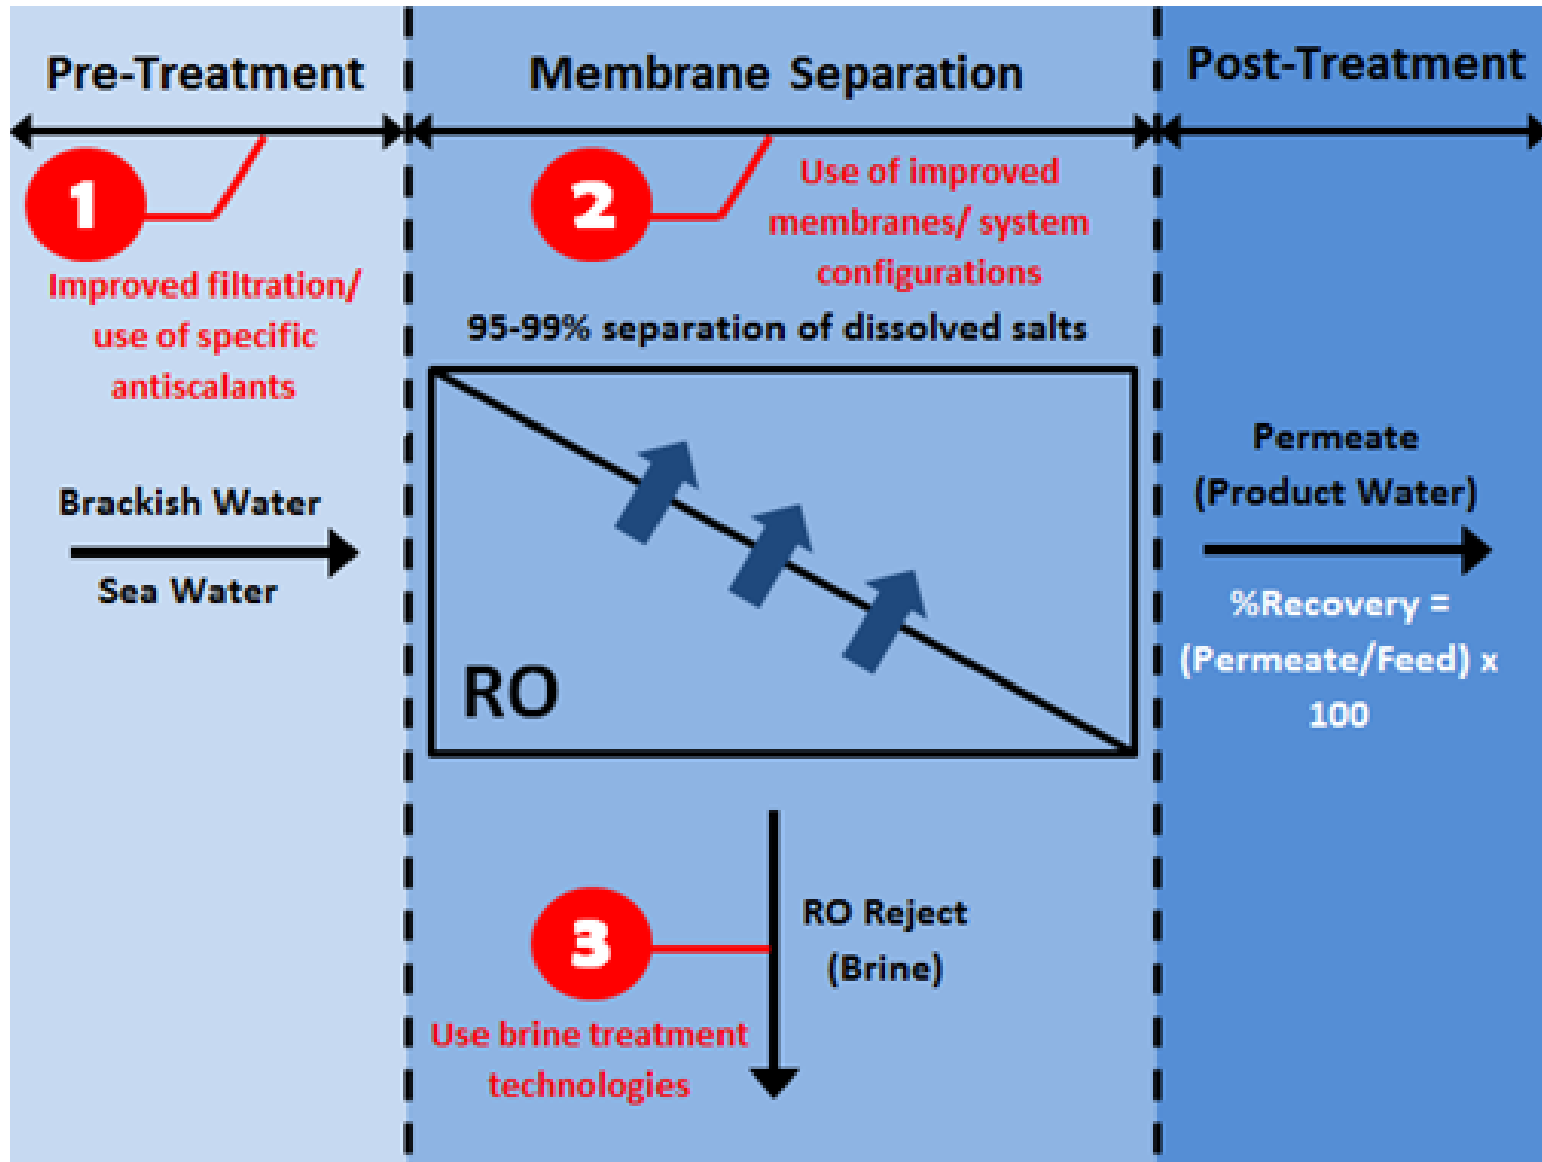 Pre-Treatment
Membrane Separation
Post-Treatment
1
Improved filtration/
use of specific
antiscalants
2
Use of improved
membranes/ system
configurations
95-99% separation of dissolved salts
Brackish Water
Sea Water
RO
Permeate
(Product Water)
%Recovery =
(Permeate/Feed) x
100
3
RO Reject
(Brine)
Use brine treatment
technologies